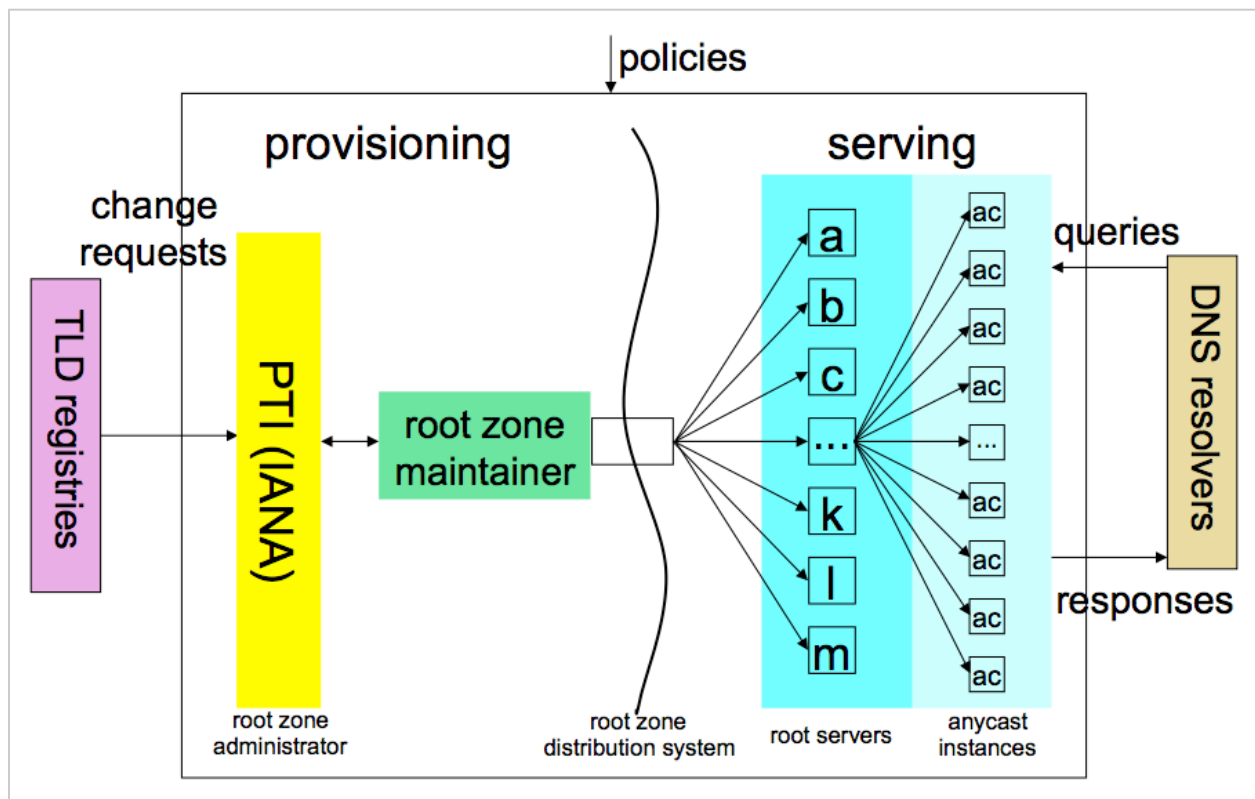 policies
provisioning
serving
change
requests
TLD registries
PTI (IANA)
root zone
maintainer
a
b
c
...
k
l
m
ac
ac
ac
ac
...
ac
ac
ac
ac
queries
DNS resolvers
responses
root zone
administrator
root zone
distribution system
root servers
anycast
instances